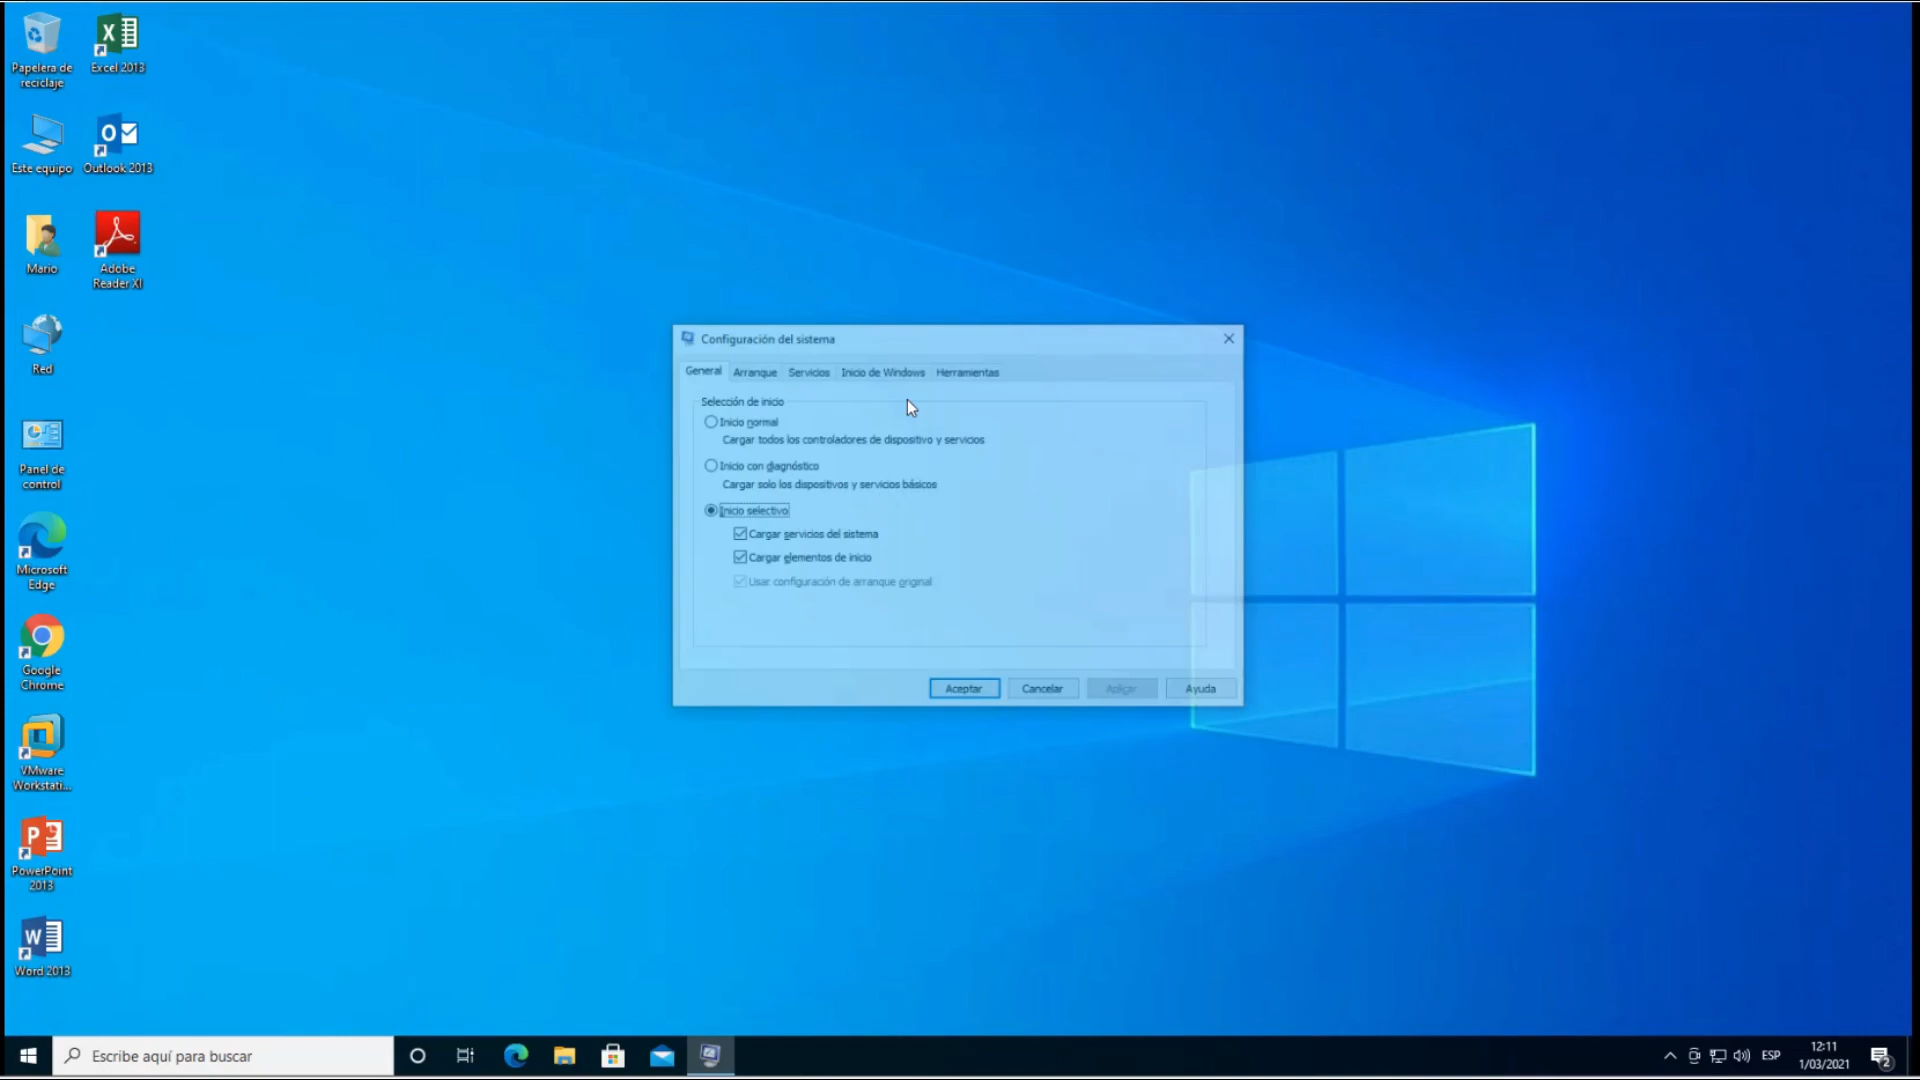 Papelera de
reciclaje
Excel 2013
Este equipo
Outlook 2013
Mario
Adobe
Reader XI
Red
Panel de
control
Microsoft
Edge
Google
Chrome
VMware
Workstati...
PowerPoint
2013
Word 2013
Configuración del sistema
General Arranque Servicios Inicio de Windows Herramientas
Selección de inicio
Inicio normal
Cargar todos los controladores de dispositivo y servicios
Inicio con diagnóstico
Cargar solo los dispositivos y servicios básicos
Inicio selectivo
Cargar servicios del sistema
Cargar elementos de inicio
Usar configuración de arranque original
Aceptar Cancelar Aplicar Ayuda
Escribe aquí para buscar
ESP
12:11
1/03/2021
2